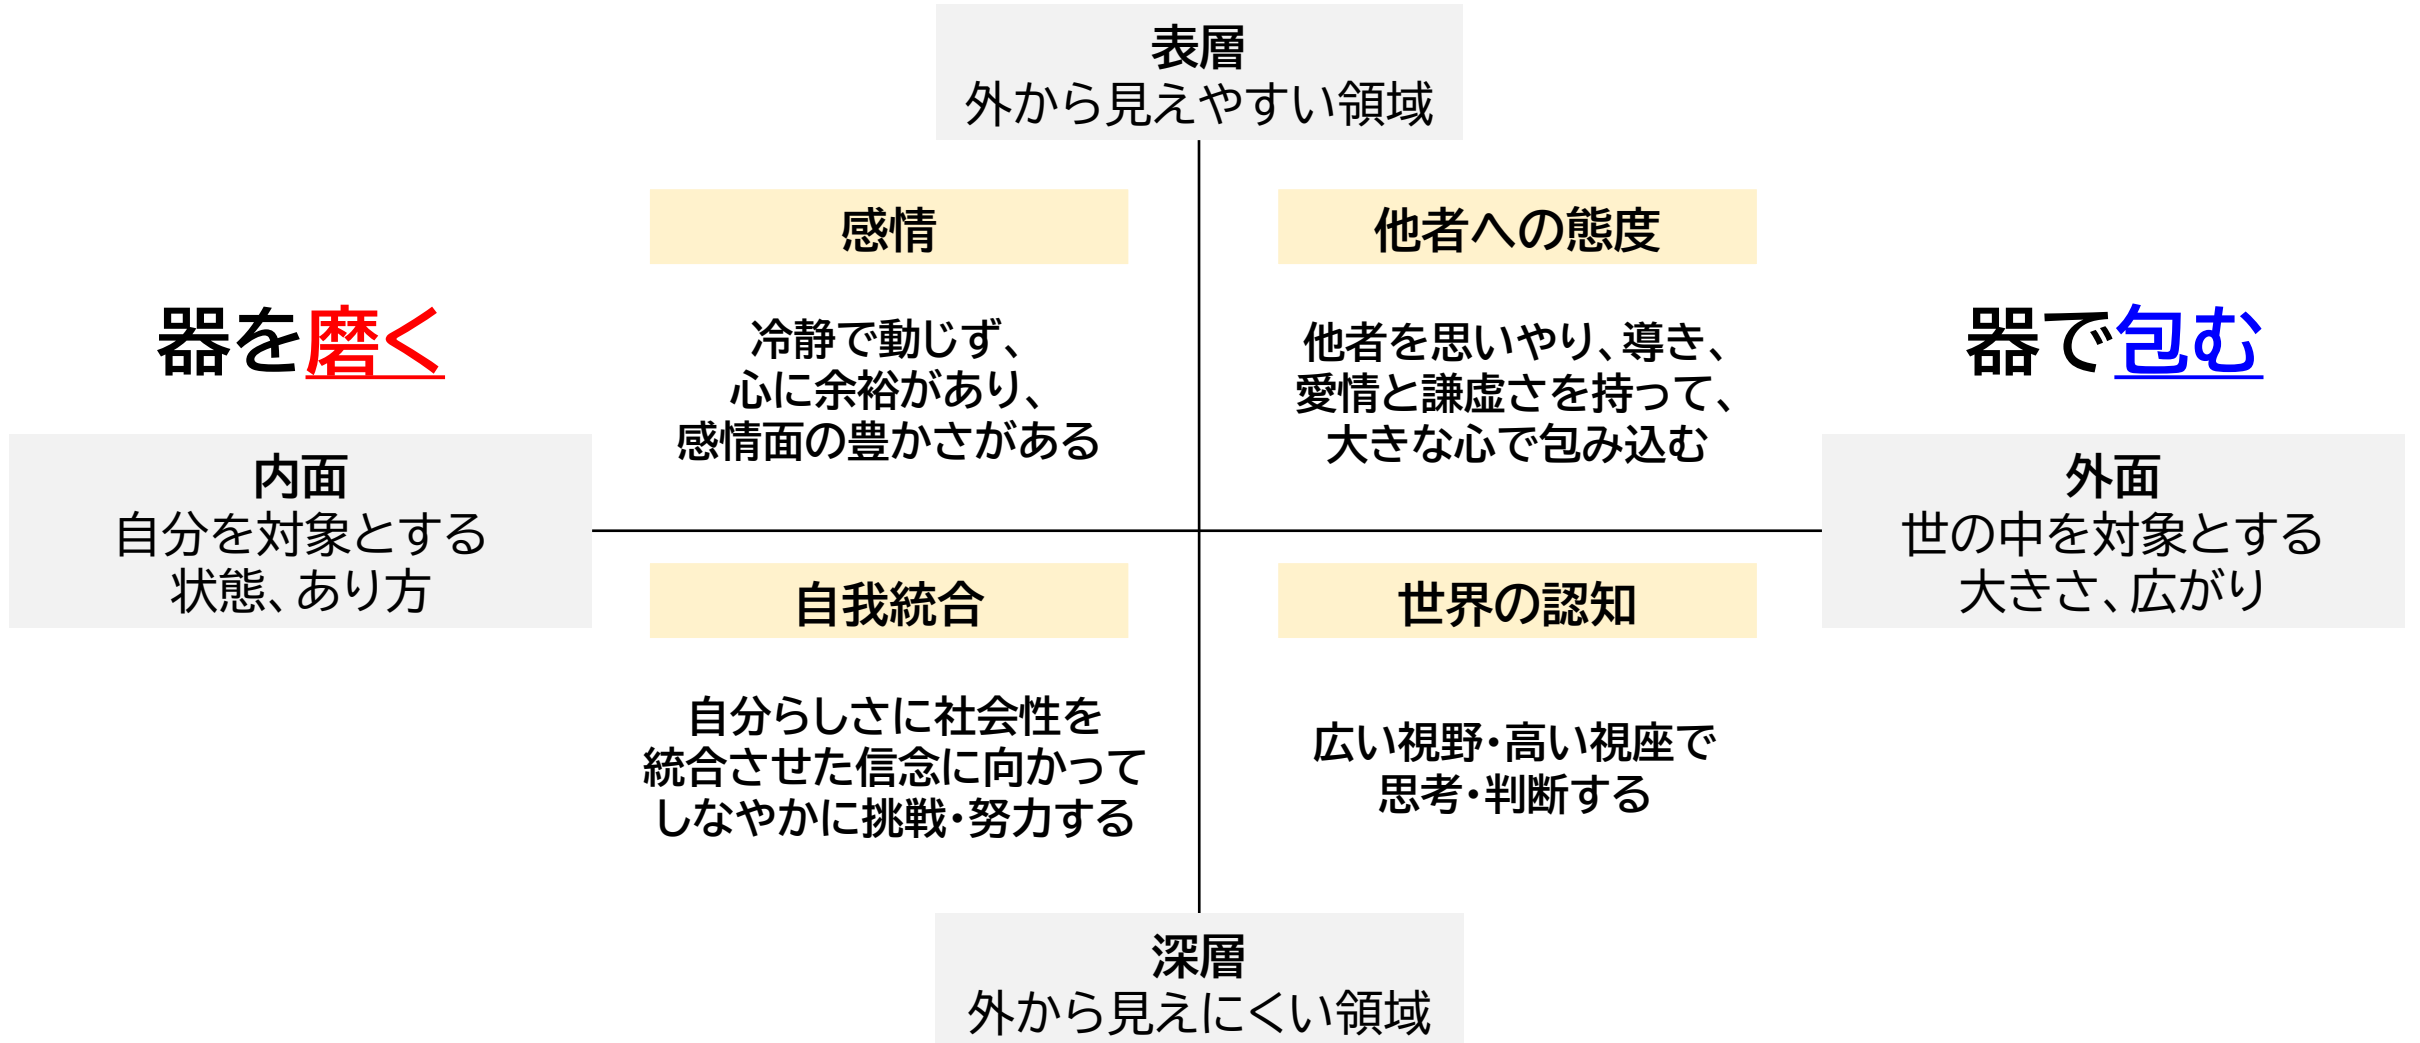 表層
外から見えやすい領域
感情
冷静で動じず、
心に余裕があり、
感情面の豊かさがある
他者への態度
他者を思いやり、導き、
愛情と謙虚さを持って、
大きな心で包み込む
器を磨く
内面
自分を対象とする
状態、あり方
器で包む
外面
世の中を対象とする
大きさ、広がり
自我統合
自分らしさに社会性を
統合させた信念に向かって
しなやかに挑戦・努力する
世界の認知
広い視野・高い視座で
思考・判断する
深層
外から見えにくい領域